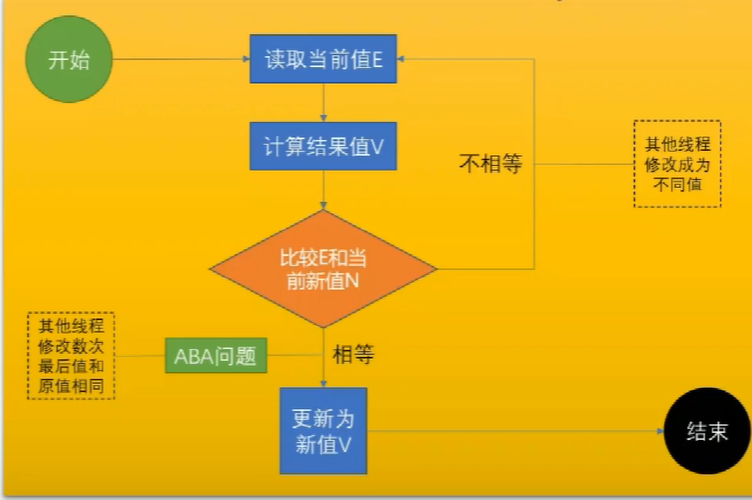 开始
读取当前值E
计算结果值V
不相等
其他线程
修改成为
不同值
比较E和当
前新值N
其他线程
修改数次
最后值和
原值相同
ABA问题
相等
更新为
新值V
结束